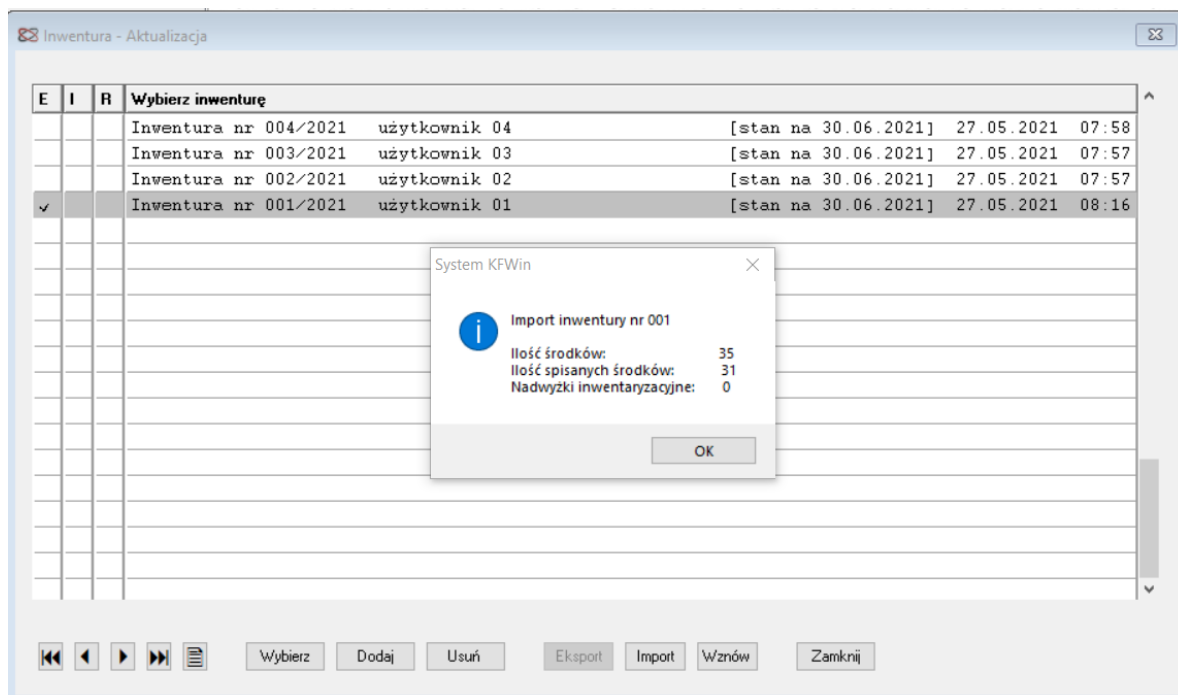 Inwentura - Aktualizacja
E I R Wybierz inwenturę
Inwentura nr 004/2021 użytkownik 04 [stan na 30.06.2021] 27.05.2021 07:58
Inwentura nr 003/2021 użytkownik 03 [stan na 30.06.2021] 27.05.2021 07:57
Inwentura nr 002/2021 użytkownik 02 [stan na 30.06.2021] 27.05.2021 07:57
Inwentura nr 001/2021 użytkownik 01 [stan na 30.06.2021] 27.05.2021 08:16
System KFWin
Import inwentury nr 001
Ilość środków: 35
Ilość spisanych środków: 31
Nadwyżki inwentaryzacyjne: 0
OK
Wybierz Dodaj Usuń Eksport Import Wznów Zamknij